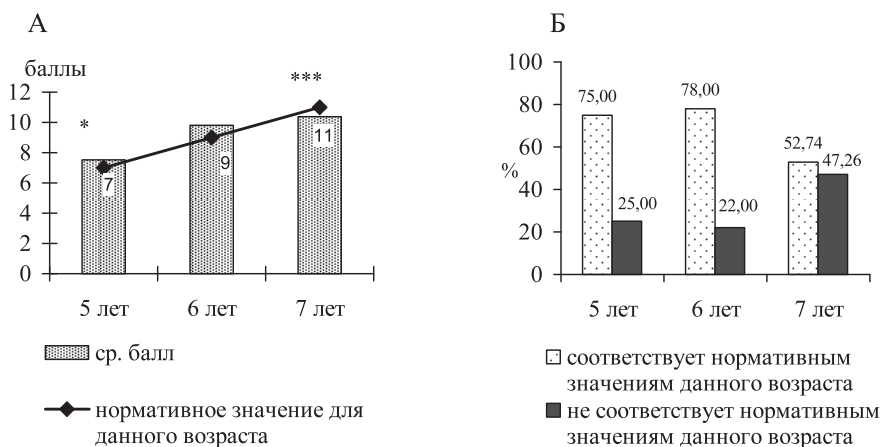 А
баллы
12
10
8
6
4
2
0
*
***
7
9
11
5 лет
6 лет
7 лет
ср. балл
нормативное значение для
данного возраста
Б
100
80
60
40
20
0
%
75,00
25,00
78,00
22,00
52,74
47,26
5 лет
6 лет
7 лет
соответствует нормативным
значениям данного возраста
не соответствует нормативным
значениям данного возраста